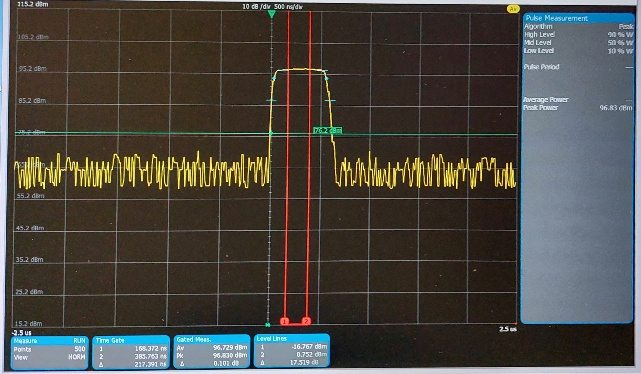 115.2 dBm
10 dB /div 500 ns/div
Av
105.2 dBm
95.2 dBm
85.2 dBm
75.2 dBm
76.2 dBm
55.2 dBm
45.2 dBm
35.2 dBm
25.2 dBm
15.2 dBm
-2.5 us
2.5 us
1
2
Pulse Measurement
Algorithm Peak
High Level 90 % W
Mid Level 50 % W
Low Level 10 % W
Pulse Period ---
Average Power ---
Peak Power 96.83 dBm
Measure RUN
Points 500
View NORM
Time Gate
1 168.372 ns
2 385.763 ns
Δ 217.391 ns
Gated Meas.
Av 96.729 dBm
Pk 96.830 dBm
Δ 0.101 dB
Level Lines
1 -16.767 dBm
2 0.752 dBm
Δ 17.519 dB